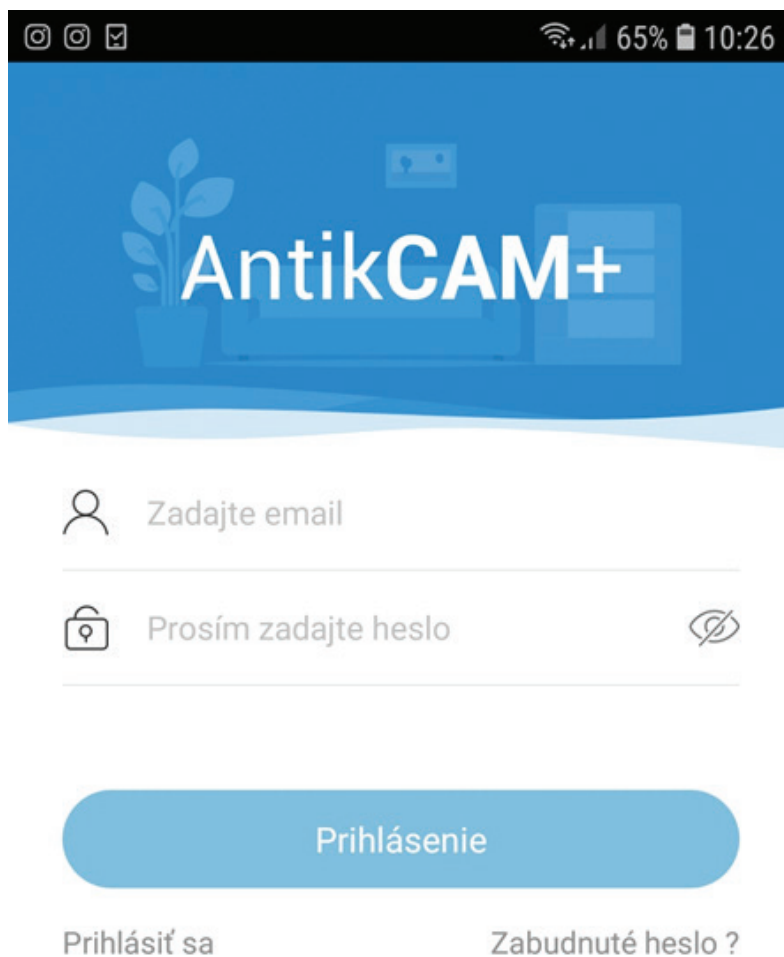 65% 10:26
AntikCAM+
Zadajte email
Prosím zadajte heslo
Prihlásenie
Prihlásiť sa Zabudnuté heslo ?